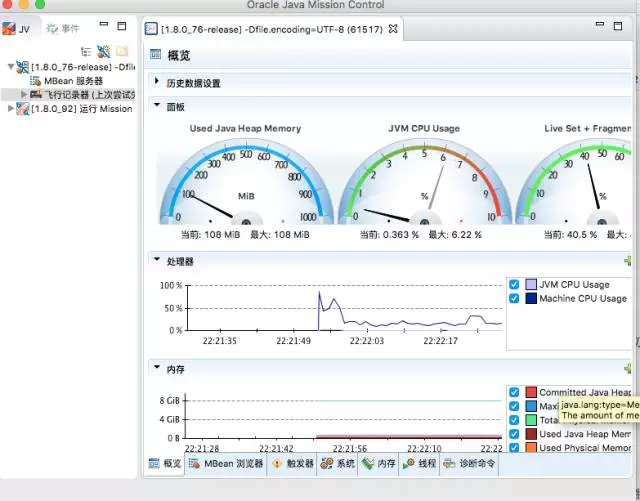 Oracle Java Mission Control
JV
事件
[1.8.0_76-release] -Dfile.encoding=UTF-8 (61517)
[1.8.0_76-release] -Dfil
MBean 服务器
飞行记录器 (上次尝试失
[1.8.0_92] 运行 Mission
概览
历史数据设置
面板
Used Java Heap Memory
JVM CPU Usage
Live Set + Fragmen
0 100 200 300 400 500 600 700 800 900 1000
MiB
0 1 2 3 4 5 6 7 8 9 10
%
0 10 20 30 40 50 60
%
当前: 108 MiB 最大: 108 MiB
当前: 0.363 % 最大: 6.22 %
当前: 40.5 %
处理器
100 %
50 %
0 %
22:21:35 22:21:49 22:22:03 22:22:17
JVM CPU Usage
Machine CPU Usage
内存
8 GiB
4 GiB
0 B
22:21:28 22:21:42 22:21:56 22:22:10 22:22
Committed Java Heap
Maxi
Total Physical Memory
Used Java Heap Mem
Used Physical Memor
java.lang:type=Me
The amount of me
概览
MBean 浏览器
触发器
系统
内存
线程
诊断命令